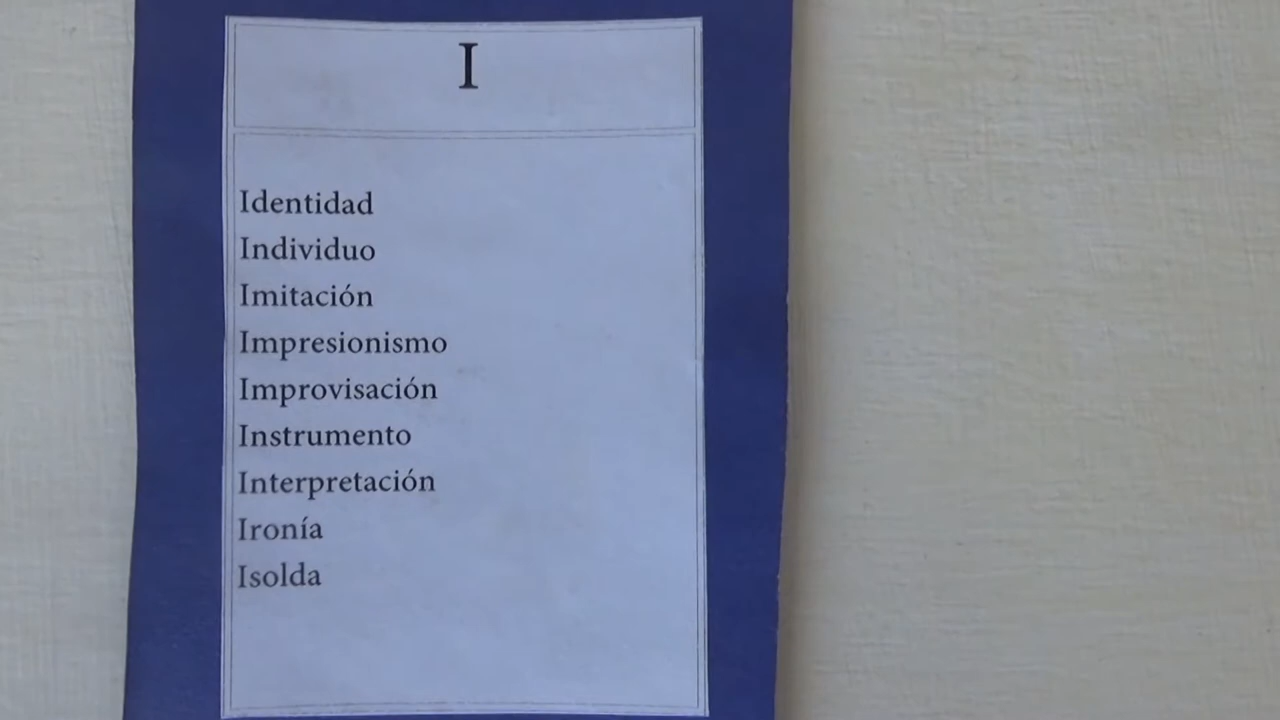 I
Identidad
Individuo
Imitación
Impresionismo
Improvisación
Instrumento
Interpretación
Ironía
Isolda